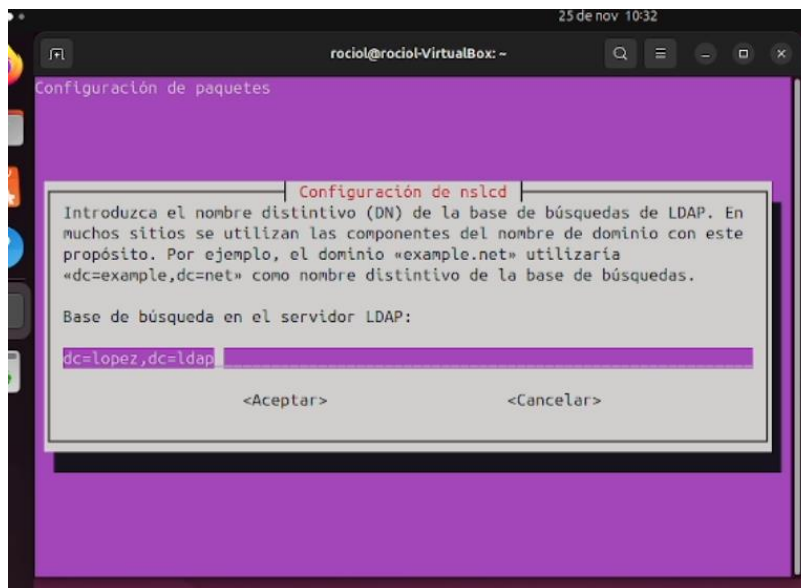 25 de nov 10:32
rociol@rociol-VirtualBox: ~
Configuración de paquetes
Configuración de nslcd
Introduzca el nombre distintivo (DN) de la base de búsquedas de LDAP. En
muchos sitios se utilizan las componentes del nombre de dominio con este
propósito. Por ejemplo, el dominio «example.net» utilizaría
«dc=example,dc=net» como nombre distintivo de la base de búsquedas.
Base de búsqueda en el servidor LDAP:
dc=lopez,dc=ldap
<Aceptar> <Cancelar>